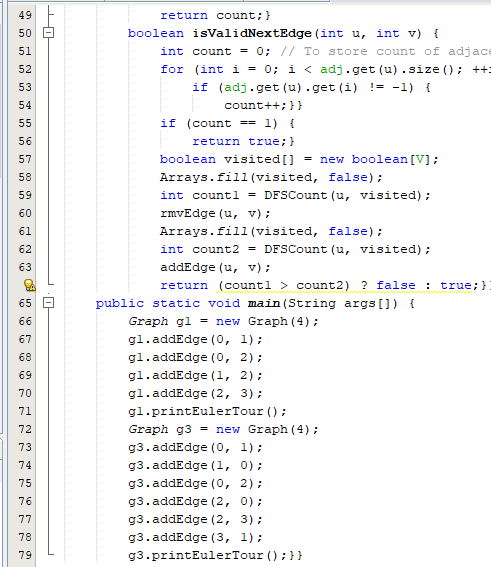 49 return count;}
50 boolean isValidNextEdge(int u, int v) {
51 int count = 0; // To store count of adjace
52 for (int i = 0; i < adj.get(u).size(); ++i
53 if (adj.get(u).get(i) != -1) {
54 count++;}}
55 if (count == 1) {
56 return true;}
57 boolean visited[] = new boolean[V];
58 Arrays.fill(visited, false);
59 int count1 = DFSCount(u, visited);
60 rmvEdge(u, v);
61 Arrays.fill(visited, false);
62 int count2 = DFSCount(u, visited);
63 addEdge(u, v);
return (count1 > count2) ? false : true;}
65 public static void main(String args[]) {
66 Graph g1 = new Graph(4);
67 g1.addEdge(0, 1);
68 g1.addEdge(0, 2);
69 g1.addEdge(1, 2);
70 g1.addEdge(2, 3);
71 g1.printEulerTour();
72 Graph g3 = new Graph(4);
73 g3.addEdge(0, 1);
74 g3.addEdge(1, 0);
75 g3.addEdge(0, 2);
76 g3.addEdge(2, 0);
77 g3.addEdge(2, 3);
78 g3.addEdge(3, 1);
79 g3.printEulerTour();}}